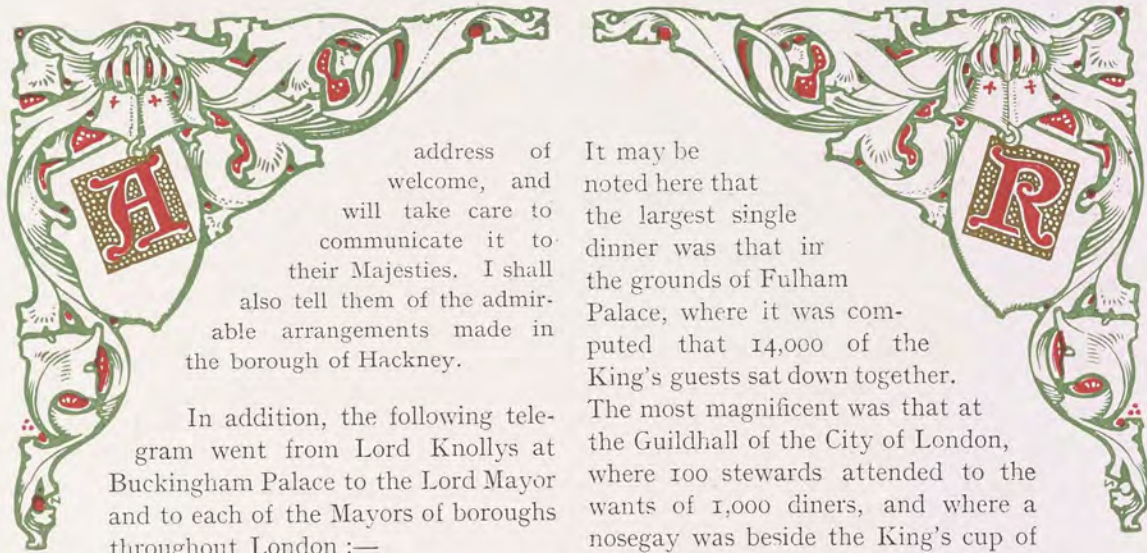 A
R
address of
welcome, and
will take care to
communicate it to
their Majesties. I shall
also tell them of the admir-
able arrangements made in
the borough of Hackney.
In addition, the following tele-
gram went from Lord Knollys at
Buckingham Palace to the Lord Mayor
and to each of the Mayors of boroughs
throughout London :—
It may be
noted here that
the largest single
dinner was that in
the grounds of Fulham
Palace, where it was com-
puted that 14,000 of the
King's guests sat down together.
The most magnificent was that at
the Guildhall of the City of London,
where 100 stewards attended to the
wants of 1,000 diners, and where a
nosegay was beside the King's cup of